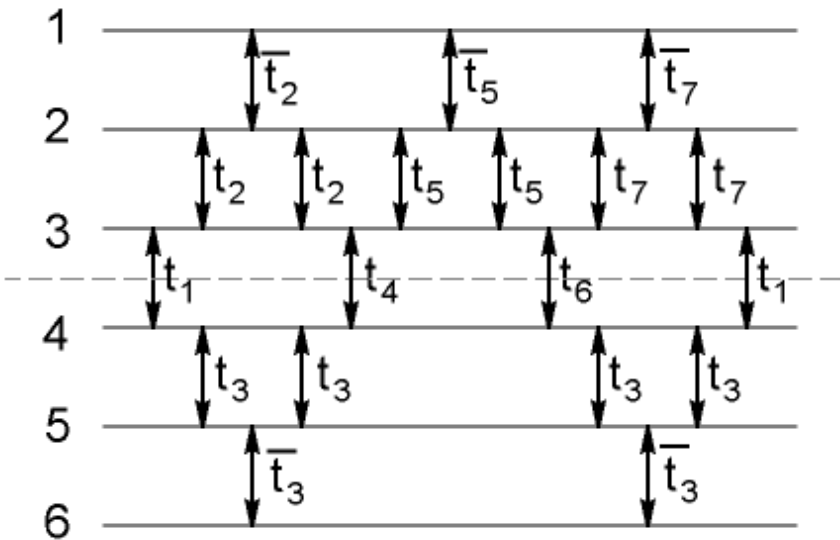 1
t̅₂ t̅₅ t̅₇
2
t₂ t₂ t₅ t₅ t₇ t₇
3
t₁ t₄ t₆ t₁
4
t₃ t₃ t₃ t₃
5
t̅₃ t̅₃
6